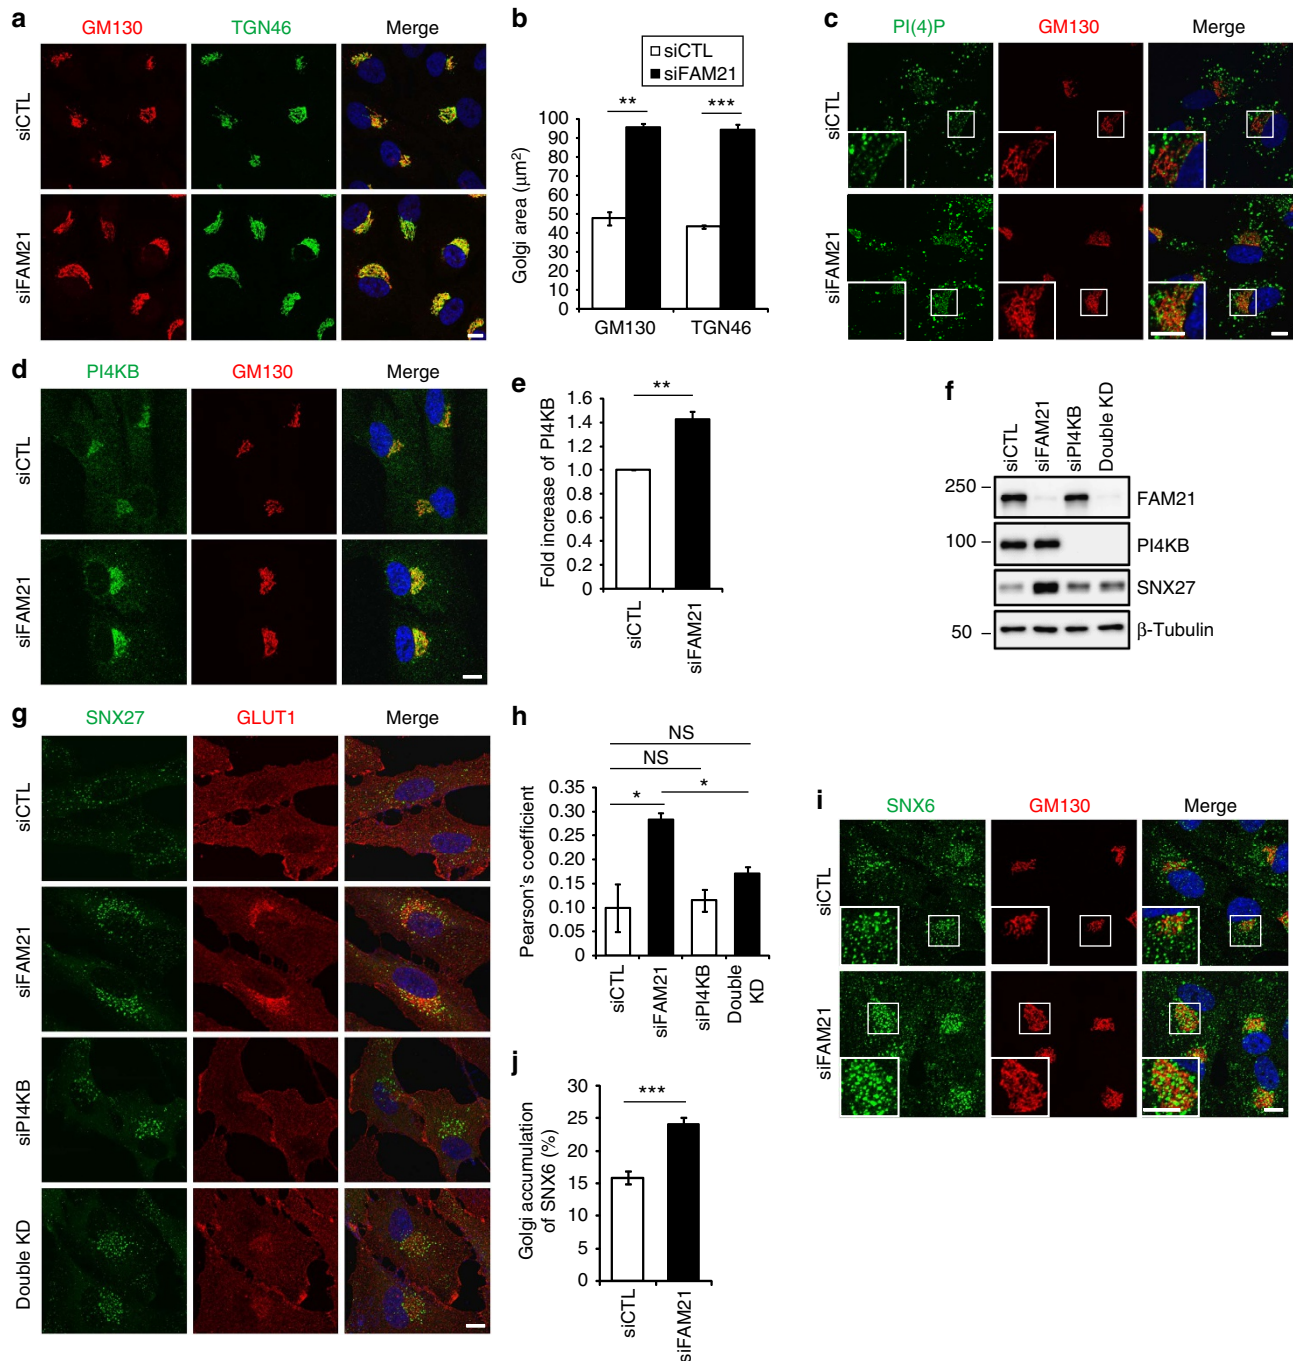 a
GM130 TGN46 Merge
siCTL
siFAM21
b
siCTL
siFAM21
** ***
Golgi area (μm²)
100
90
80
70
60
50
40
30
20
10
0
GM130 TGN46
c
PI(4)P GM130 Merge
siCTL
siFAM21
d
PI4KB GM130 Merge
siCTL
siFAM21
e
**
Fold increase of PI4KB
1.6
1.4
1.2
1.0
0.8
0.6
0.4
0.2
0
siCTL siFAM21
f
siCTL siFAM21 siPI4KB Double KD
250 FAM21
100 PI4KB
SNX27
50 β-Tubulin
g
SNX27 GLUT1 Merge
siCTL
siFAM21
siPI4KB
Double KD
h
NS
NS
* *
Pearson's coefficient
0.35
0.30
0.25
0.20
0.15
0.10
0.05
0
siCTL siFAM21 siPI4KB Double KD
i
SNX6 GM130 Merge
siCTL
siFAM21
j
***
Golgi accumulation
of SNX6 (%)
30
25
20
15
10
5
0
siCTL siFAM21